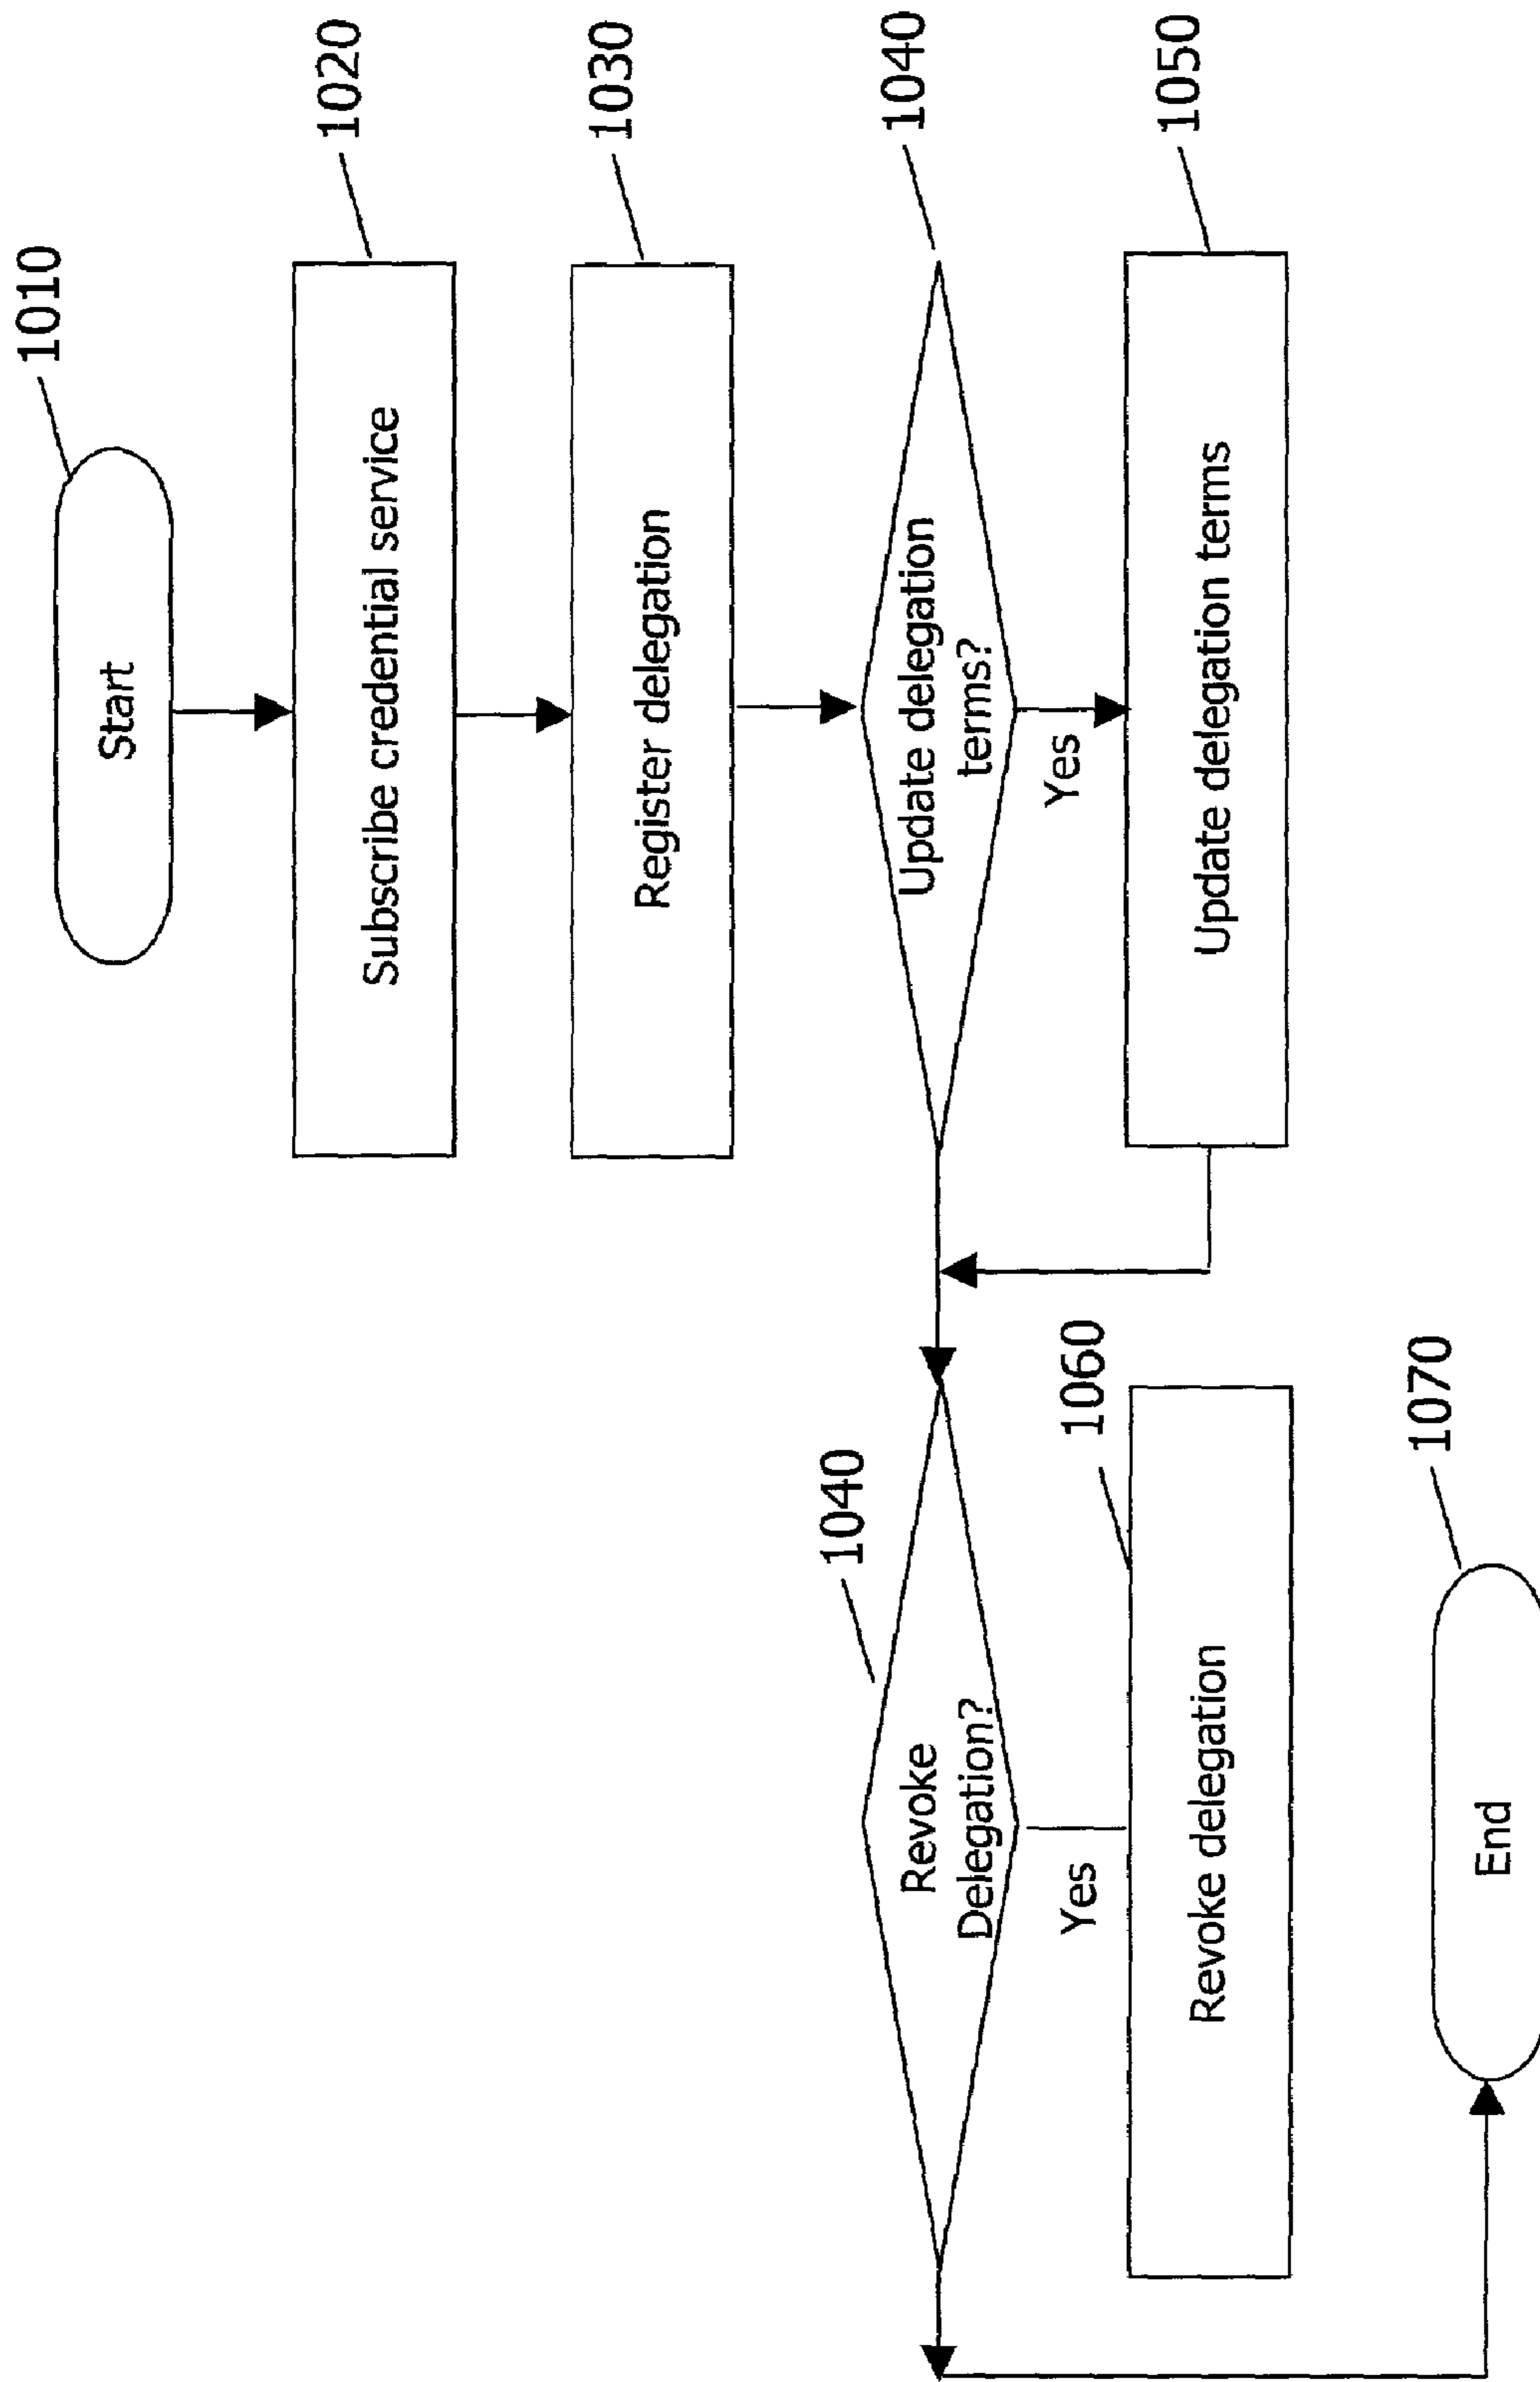 1010
Start
1020
Subscribe credential service
1030
Register delegation
1040
Update delegation
terms?
Yes
1050
Update delegation terms
1040
Revoke
Delegation?
Yes
1060
Revoke delegation
1070
End